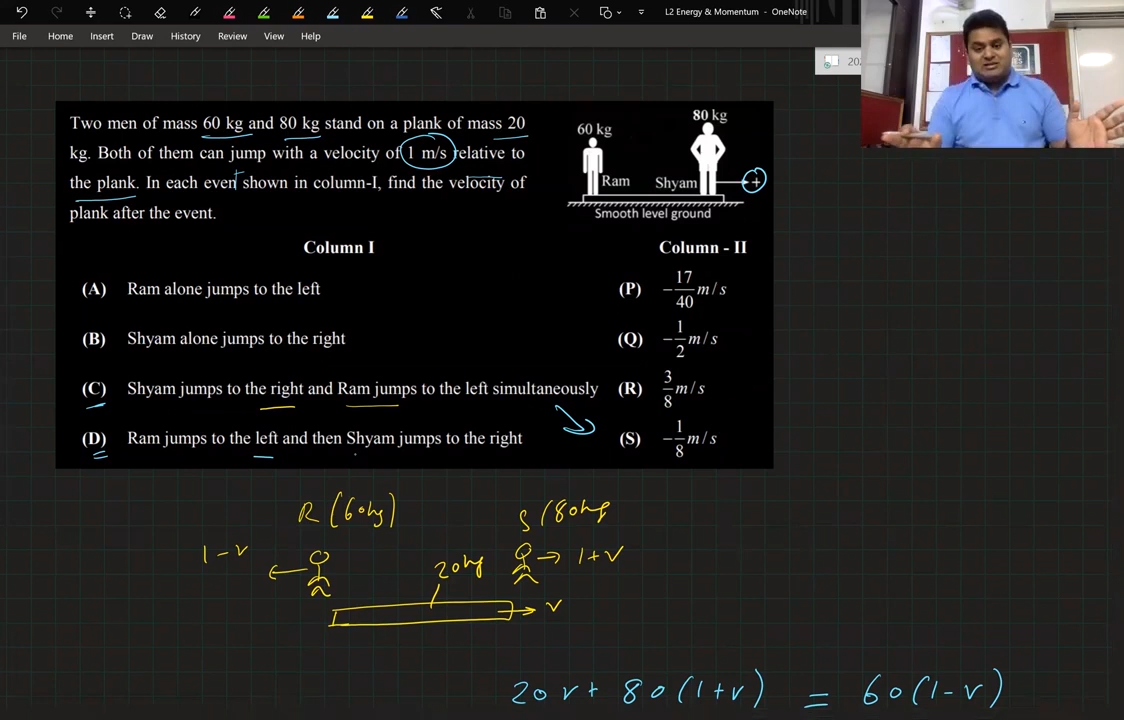 L2 Energy & Momentum - OneNote
File Home Insert Draw History Review View Help
202
Two men of mass 60 kg and 80 kg stand on a plank of mass 20
kg. Both of them can jump with a velocity of 1 m/s relative to
the plank. In each event shown in column-I, find the velocity of
plank after the event.
80 kg
60 kg
Ram Shyam +
Smooth level ground
Column I Column - II
(A) Ram alone jumps to the left (P) -17/40 m/s
(B) Shyam alone jumps to the right (Q) -1/2 m/s
(C) Shyam jumps to the right and Ram jumps to the left simultaneously (R) 3/8 m/s
(D) Ram jumps to the left and then Shyam jumps to the right (S) -1/8 m/s
R (60kg) S (80kg
1-v 20kg 1+v
v
20v + 80(1+v) = 60(1-v)